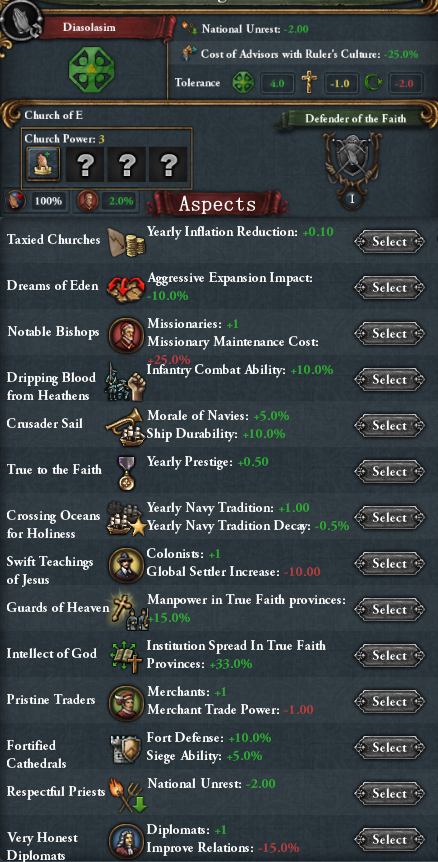 Diasolasim
National Unrest: -2.00
Cost of Advisors with Ruler's Culture: -25.0%
Tolerance 4.0 -1.0 -2.0
Church of E
Defender of the Faith
Church Power: 3
? ? ?
I
100% 2.0%
Aspects
Taxied Churches
Yearly Inflation Reduction: +0.10
Select
Dreams of Eden
Aggressive Expansion Impact:
-10.0%
Select
Notable Bishops
Missionaries: +1
Missionary Maintenance Cost:
+25.0%
Select
Dripping Blood
from Heathens
Infantry Combat Ability: +10.0%
Select
Crusader Sail
Morale of Navies: +5.0%
Ship Durability: +10.0%
Select
True to the Faith
Yearly Prestige: +0.50
Select
Crossing Oceans
for Holiness
Yearly Navy Tradition: +1.00
Yearly Navy Tradition Decay: -0.5%
Select
Swift Teachings
of Jesus
Colonists: +1
Global Settler Increase: -10.00
Select
Guards of Heaven
Manpower in True Faith provinces:
+15.0%
Select
Intellect of God
Institution Spread In True Faith
Provinces: +33.0%
Select
Pristine Traders
Merchants: +1
Merchant Trade Power: -1.00
Select
Fortified
Cathedrals
Fort Defense: +10.0%
Siege Ability: +5.0%
Select
Respectful Priests
National Unrest: -2.00
Select
Very Honest
Diplomats
Diplomats: +1
Improve Relations: -15.0%
Select